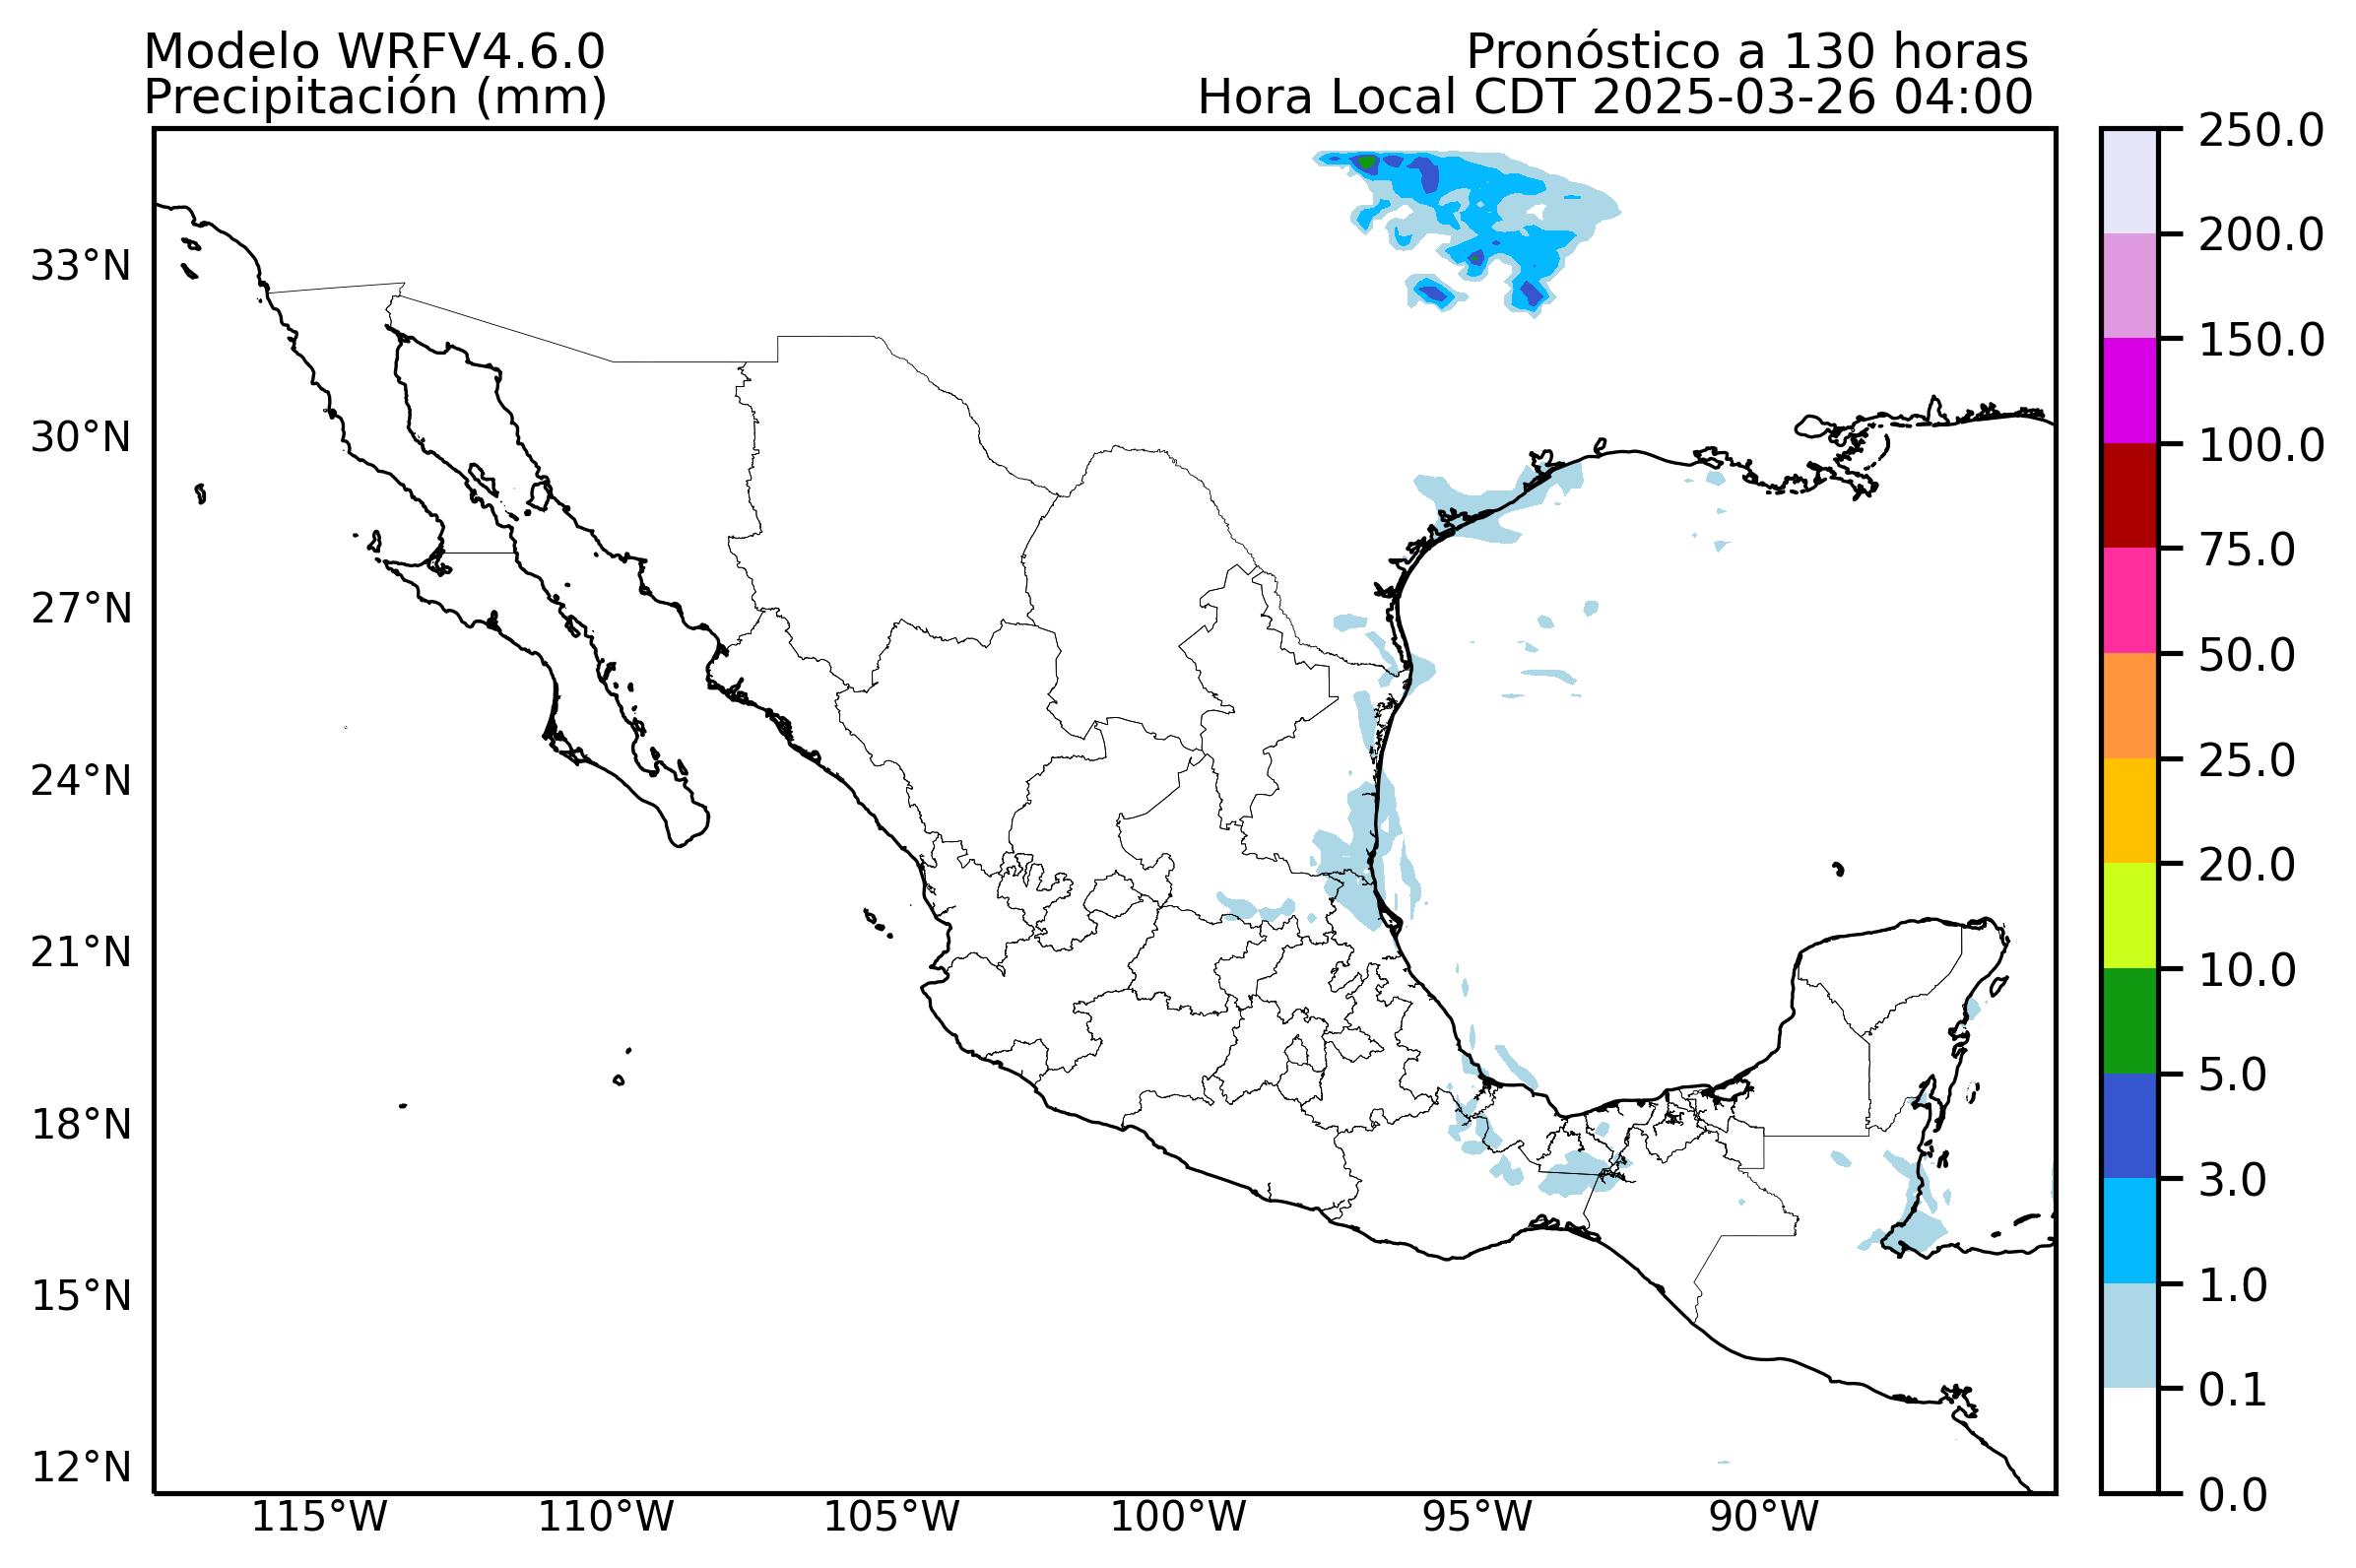 Modelo WRFV4.6.0
Pronóstico a 130 horas
Precipitación (mm)
Hora Local CDT 2025-03-26 04:00
250.0
200.0
150.0
100.0
75.0
50.0
25.0
20.0
10.0
5.0
3.0
1.0
0.1
0.0
33°N
30°N
27°N
24°N
21°N
18°N
15°N
12°N
115°W
110°W
105°W
100°W
95°W
90°W